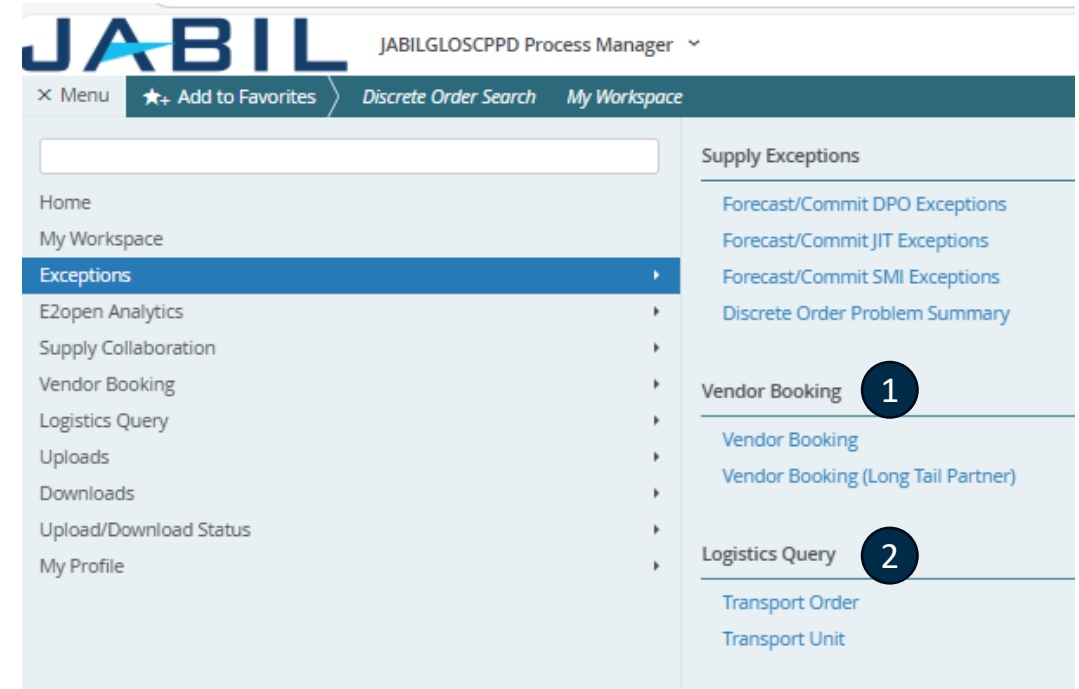 JABIL
JABILGLOSCPPD Process Manager
× Menu
Add to Favorites
Discrete Order Search
My Workspace
Home
My Workspace
Exceptions
E2open Analytics
Supply Collaboration
Vendor Booking
Logistics Query
Uploads
Downloads
Upload/Download Status
My Profile
Supply Exceptions
Forecast/Commit DPO Exceptions
Forecast/Commit JIT Exceptions
Forecast/Commit SMI Exceptions
Discrete Order Problem Summary
Vendor Booking 1
Vendor Booking
Vendor Booking (Long Tail Partner)
Logistics Query 2
Transport Order
Transport Unit